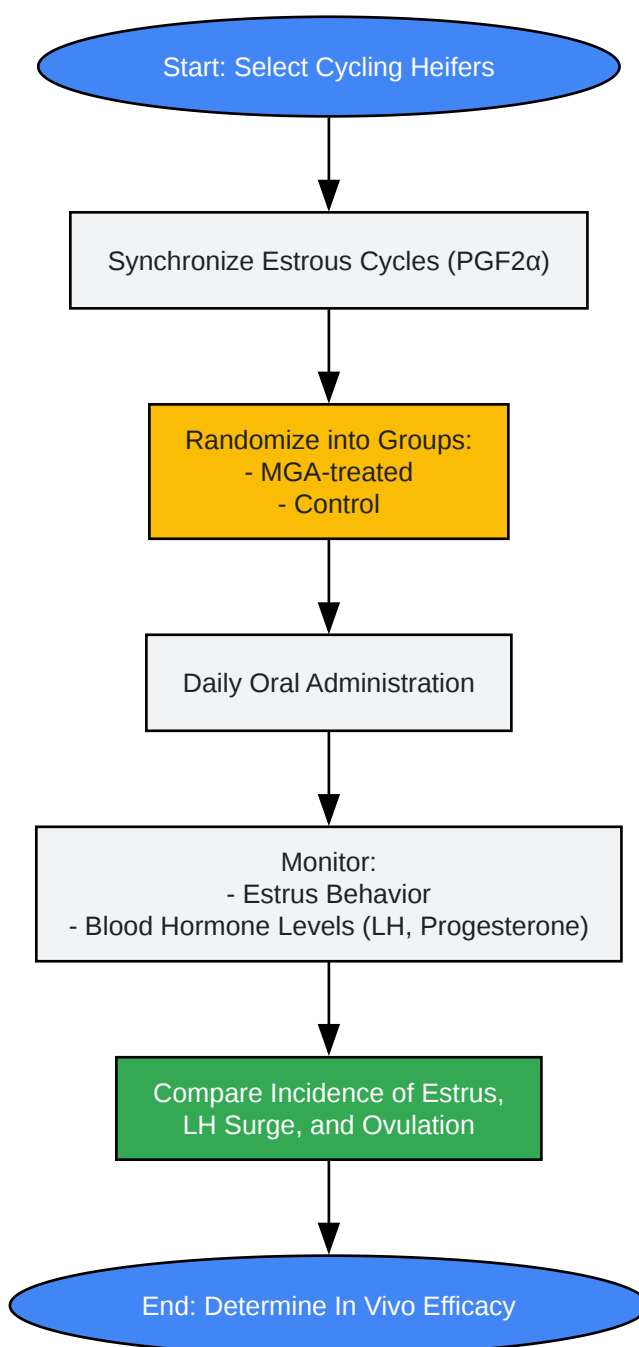 Start: Select Cycling Heifers
Synchronize Estrous Cycles (PGF2α)
Randomize into Groups:
- MGA-treated
- Control
Daily Oral Administration
Monitor:
- Estrus Behavior
- Blood Hormone Levels (LH, Progesterone)
Compare Incidence of Estrus,
LH Surge, and Ovulation
End: Determine In Vivo Efficacy